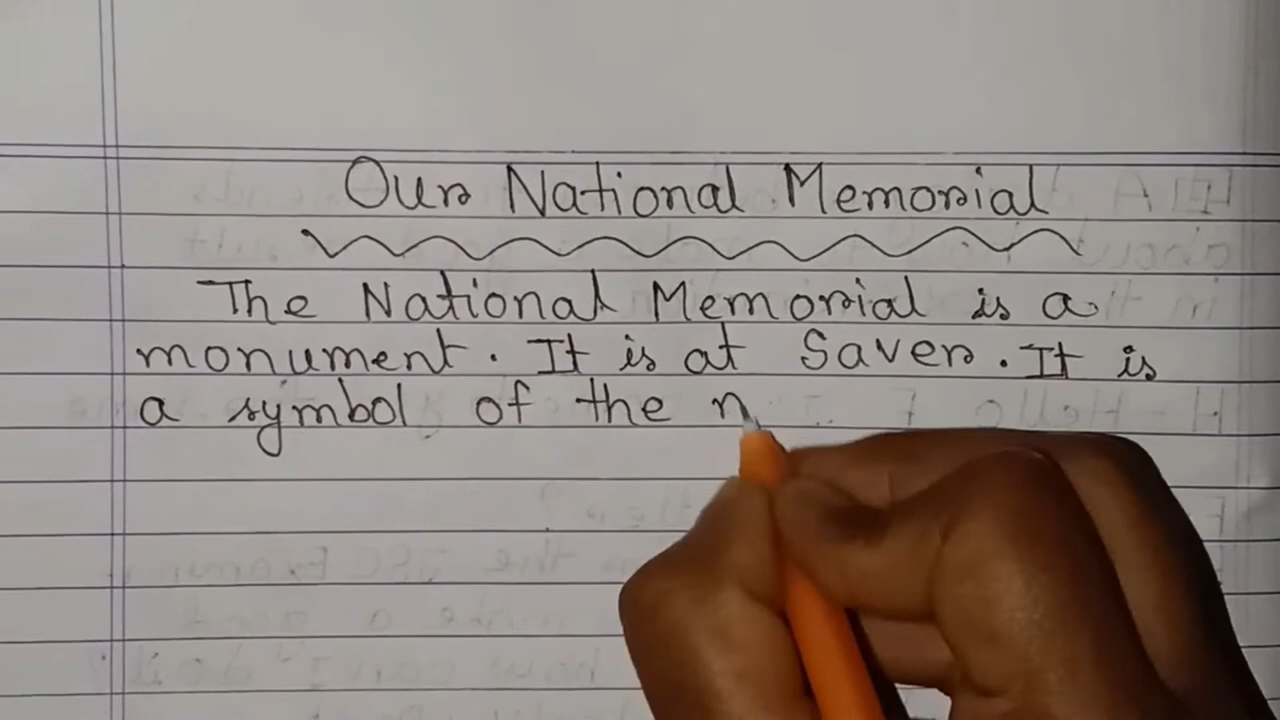 Our National Memorial
The National Memorial is a
monument. It is at Saver. It is
a symbol of the n